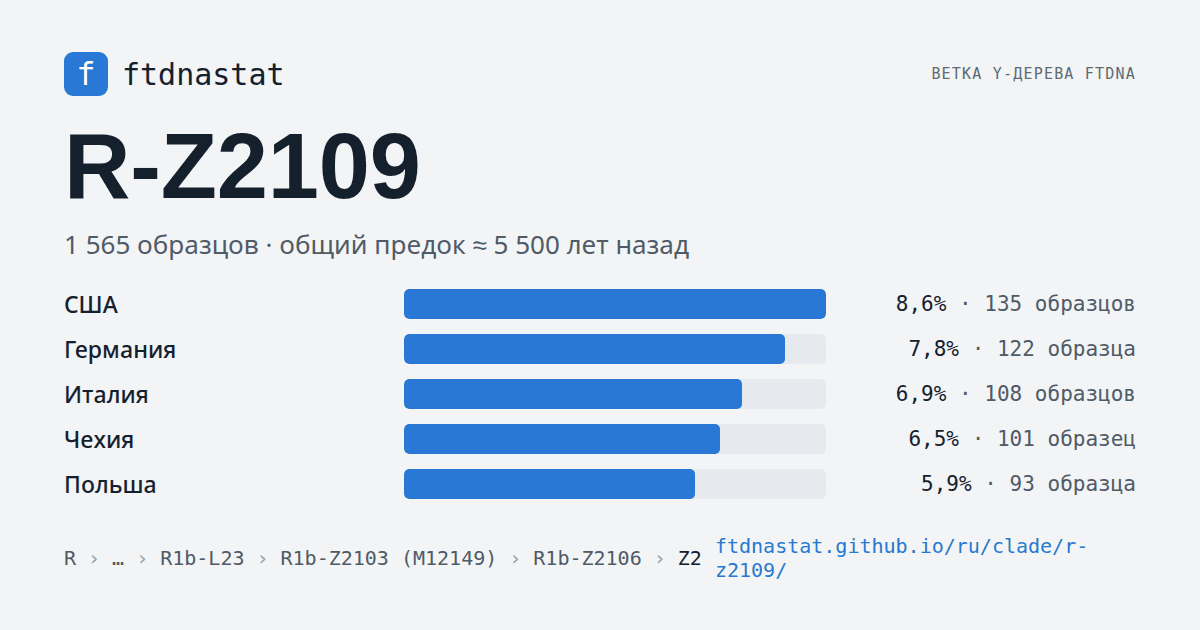 f ftdnastat
ВЕТКА Y-ДЕРЕВА FTDNA
R-Z2109
1 565 образцов · общий предок ≈ 5 500 лет назад
США 8,6% · 135 образцов
Германия 7,8% · 122 образца
Италия 6,9% · 108 образцов
Чехия 6,5% · 101 образец
Польша 5,9% · 93 образца
R › … › R1b-L23 › R1b-Z2103 (M12149) › R1b-Z2106 › Z2
ftdnastat.github.io/ru/clade/r-
z2109/